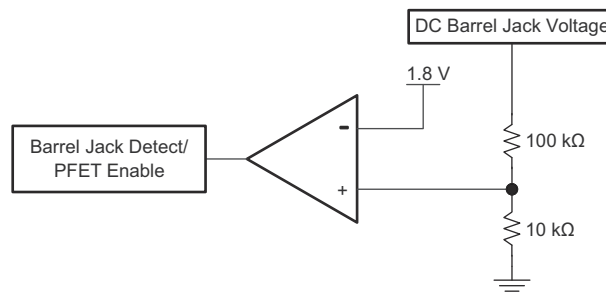 DC Barrel Jack Voltage
1.8 V
-
100 kΩ
Barrel Jack Detect/
PFET Enable
+
10 kΩ